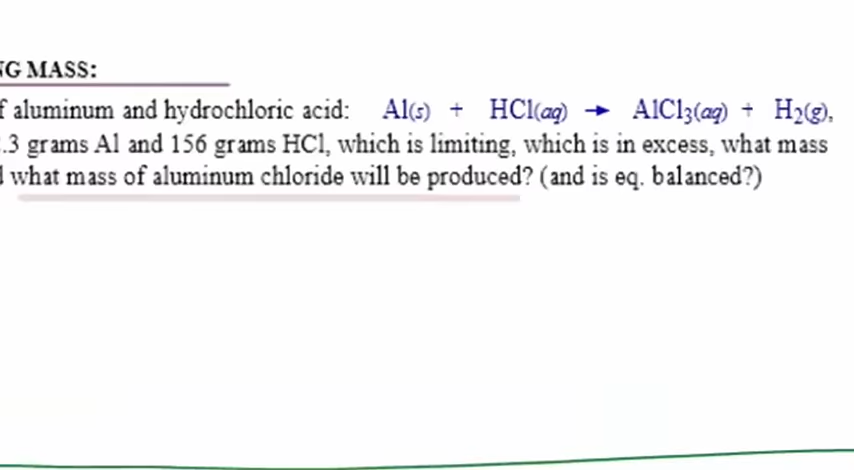 G MASS:
f aluminum and hydrochloric acid: Al(s) + HCl(aq) → AlCl₃(aq) + H₂(g),
.3 grams Al and 156 grams HCl, which is limiting, which is in excess, what mass
what mass of aluminum chloride will be produced? (and is eq. balanced?)